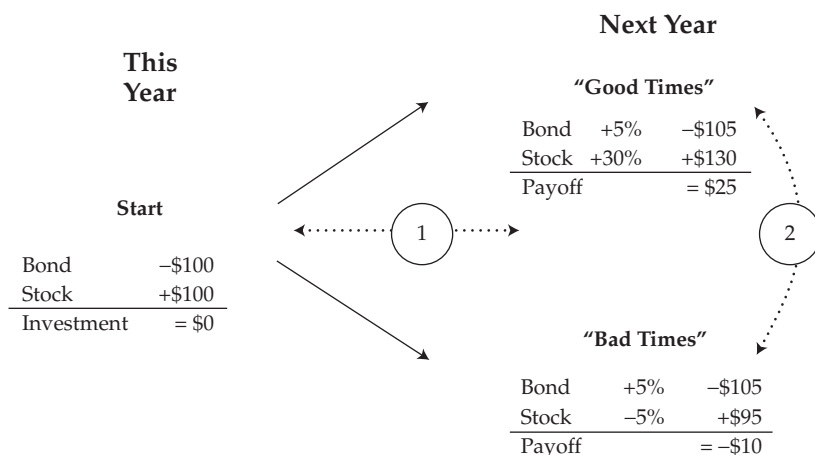 This
Year
Start
Bond –$100
Stock +$100
Investment = $0
1
Next Year
“Good Times”
Bond +5% –$105
Stock +30% +$130
Payoff = $25
2
“Bad Times”
Bond +5% –$105
Stock –5% +$95
Payoff = –$10